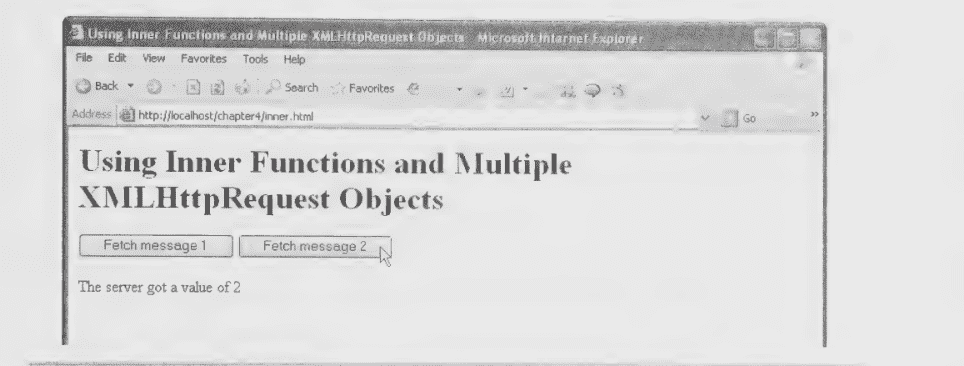 Using Inner Functions and Multiple XMLHttpRequest Objects - Microsoft Internet Explorer
File Edit View Favorites Tools Help
Back Search Favorites
Address http://localhost/chapter4/inner.html Go »
Using Inner Functions and Multiple
XMLHttpRequest Objects
Fetch message 1 Fetch message 2
The server got a value of 2